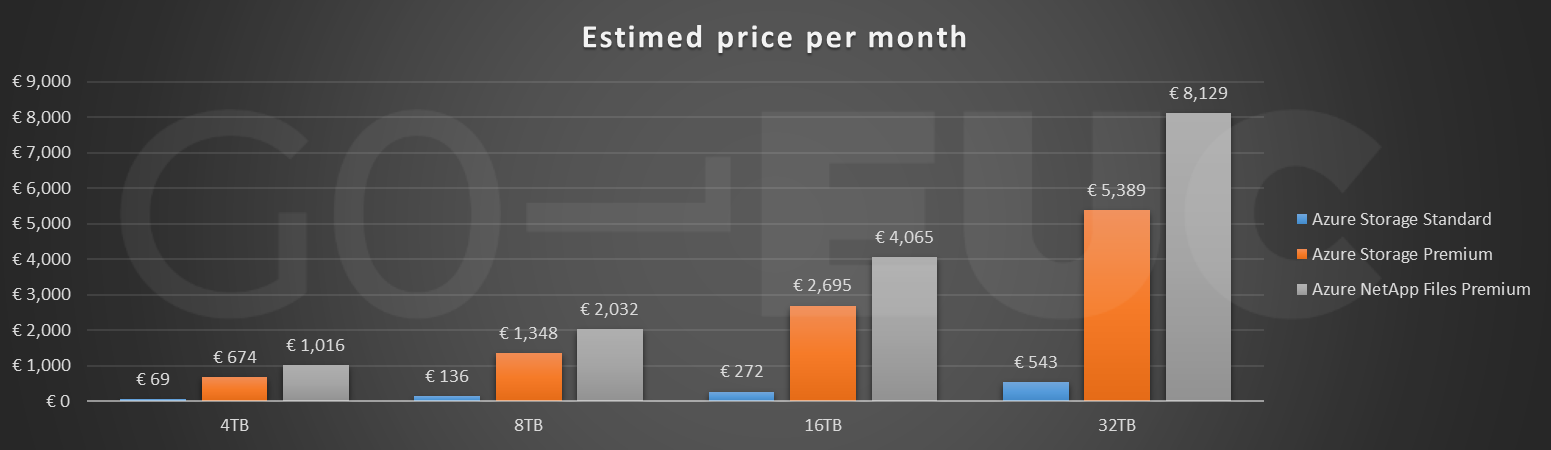 Estimed price per month
€ 9,000
€ 8,000
€ 7,000
€ 6,000
€ 5,000
€ 4,000
€ 3,000
€ 2,000
€ 1,000
€ 0
€ 69
€ 674
€ 1,016
€ 136
€ 1,348
€ 2,032
€ 272
€ 2,695
€ 4,065
€ 543
€ 5,389
€ 8,129
4TB
8TB
16TB
32TB
Azure Storage Standard
Azure Storage Premium
Azure NetApp Files Premium
GO-EUC